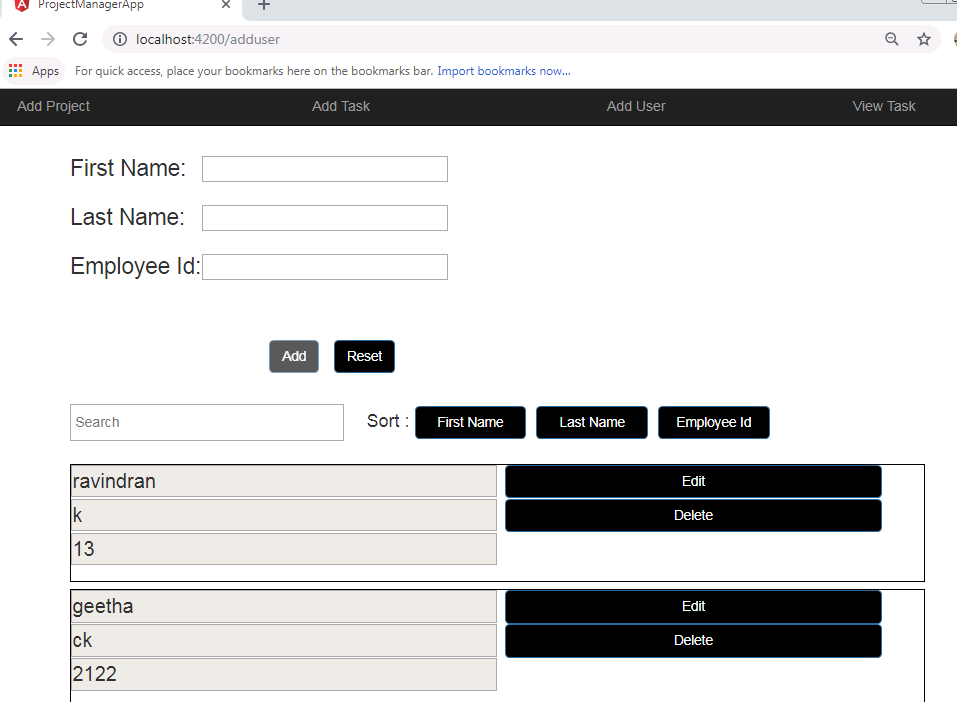 ProjectManagerApp
localhost:4200/adduser
Apps For quick access, place your bookmarks here on the bookmarks bar. Import bookmarks now...
Add Project Add Task Add User View Task
First Name:
Last Name:
Employee Id:
Add Reset
Search Sort : First Name Last Name Employee Id
ravindran Edit
k Delete
13
geetha Edit
ck Delete
2122